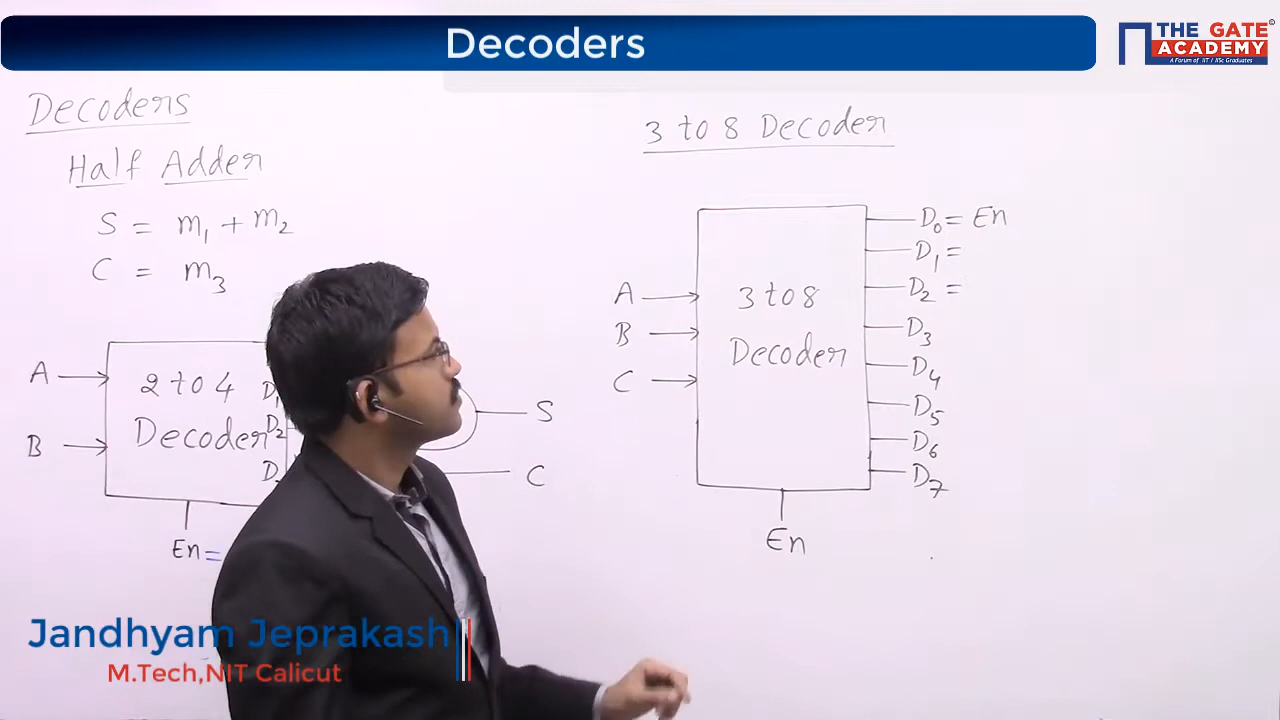 Decoders
THE GATE
ACADEMY
A Forum of IIT / IISc Graduates
Decoders
Half Adder
S = m1 + m2
C = m3
A
B
2 to 4
Decoder
D1
D2
D
En =
S
C
3 to 8 Decoder
A
B
C
3 to 8
Decoder
D0 = En
D1 =
D2 =
D3
D4
D5
D6
D7
En
Jandhyam Jeprakash
M.Tech,NIT Calicut